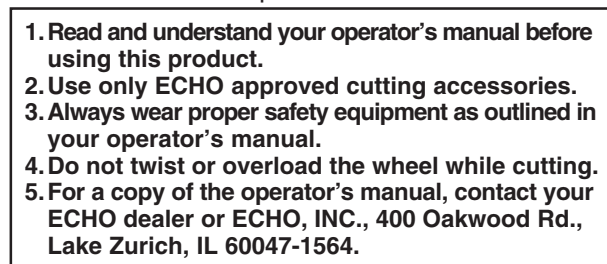 1. Read and understand your operator's manual before
using this product.
2. Use only ECHO approved cutting accessories.
3. Always wear proper safety equipment as outlined in
your operator's manual.
4. Do not twist or overload the wheel while cutting.
5. For a copy of the operator's manual, contact your
ECHO dealer or ECHO, INC., 400 Oakwood Rd.,
Lake Zurich, IL 60047-1564.